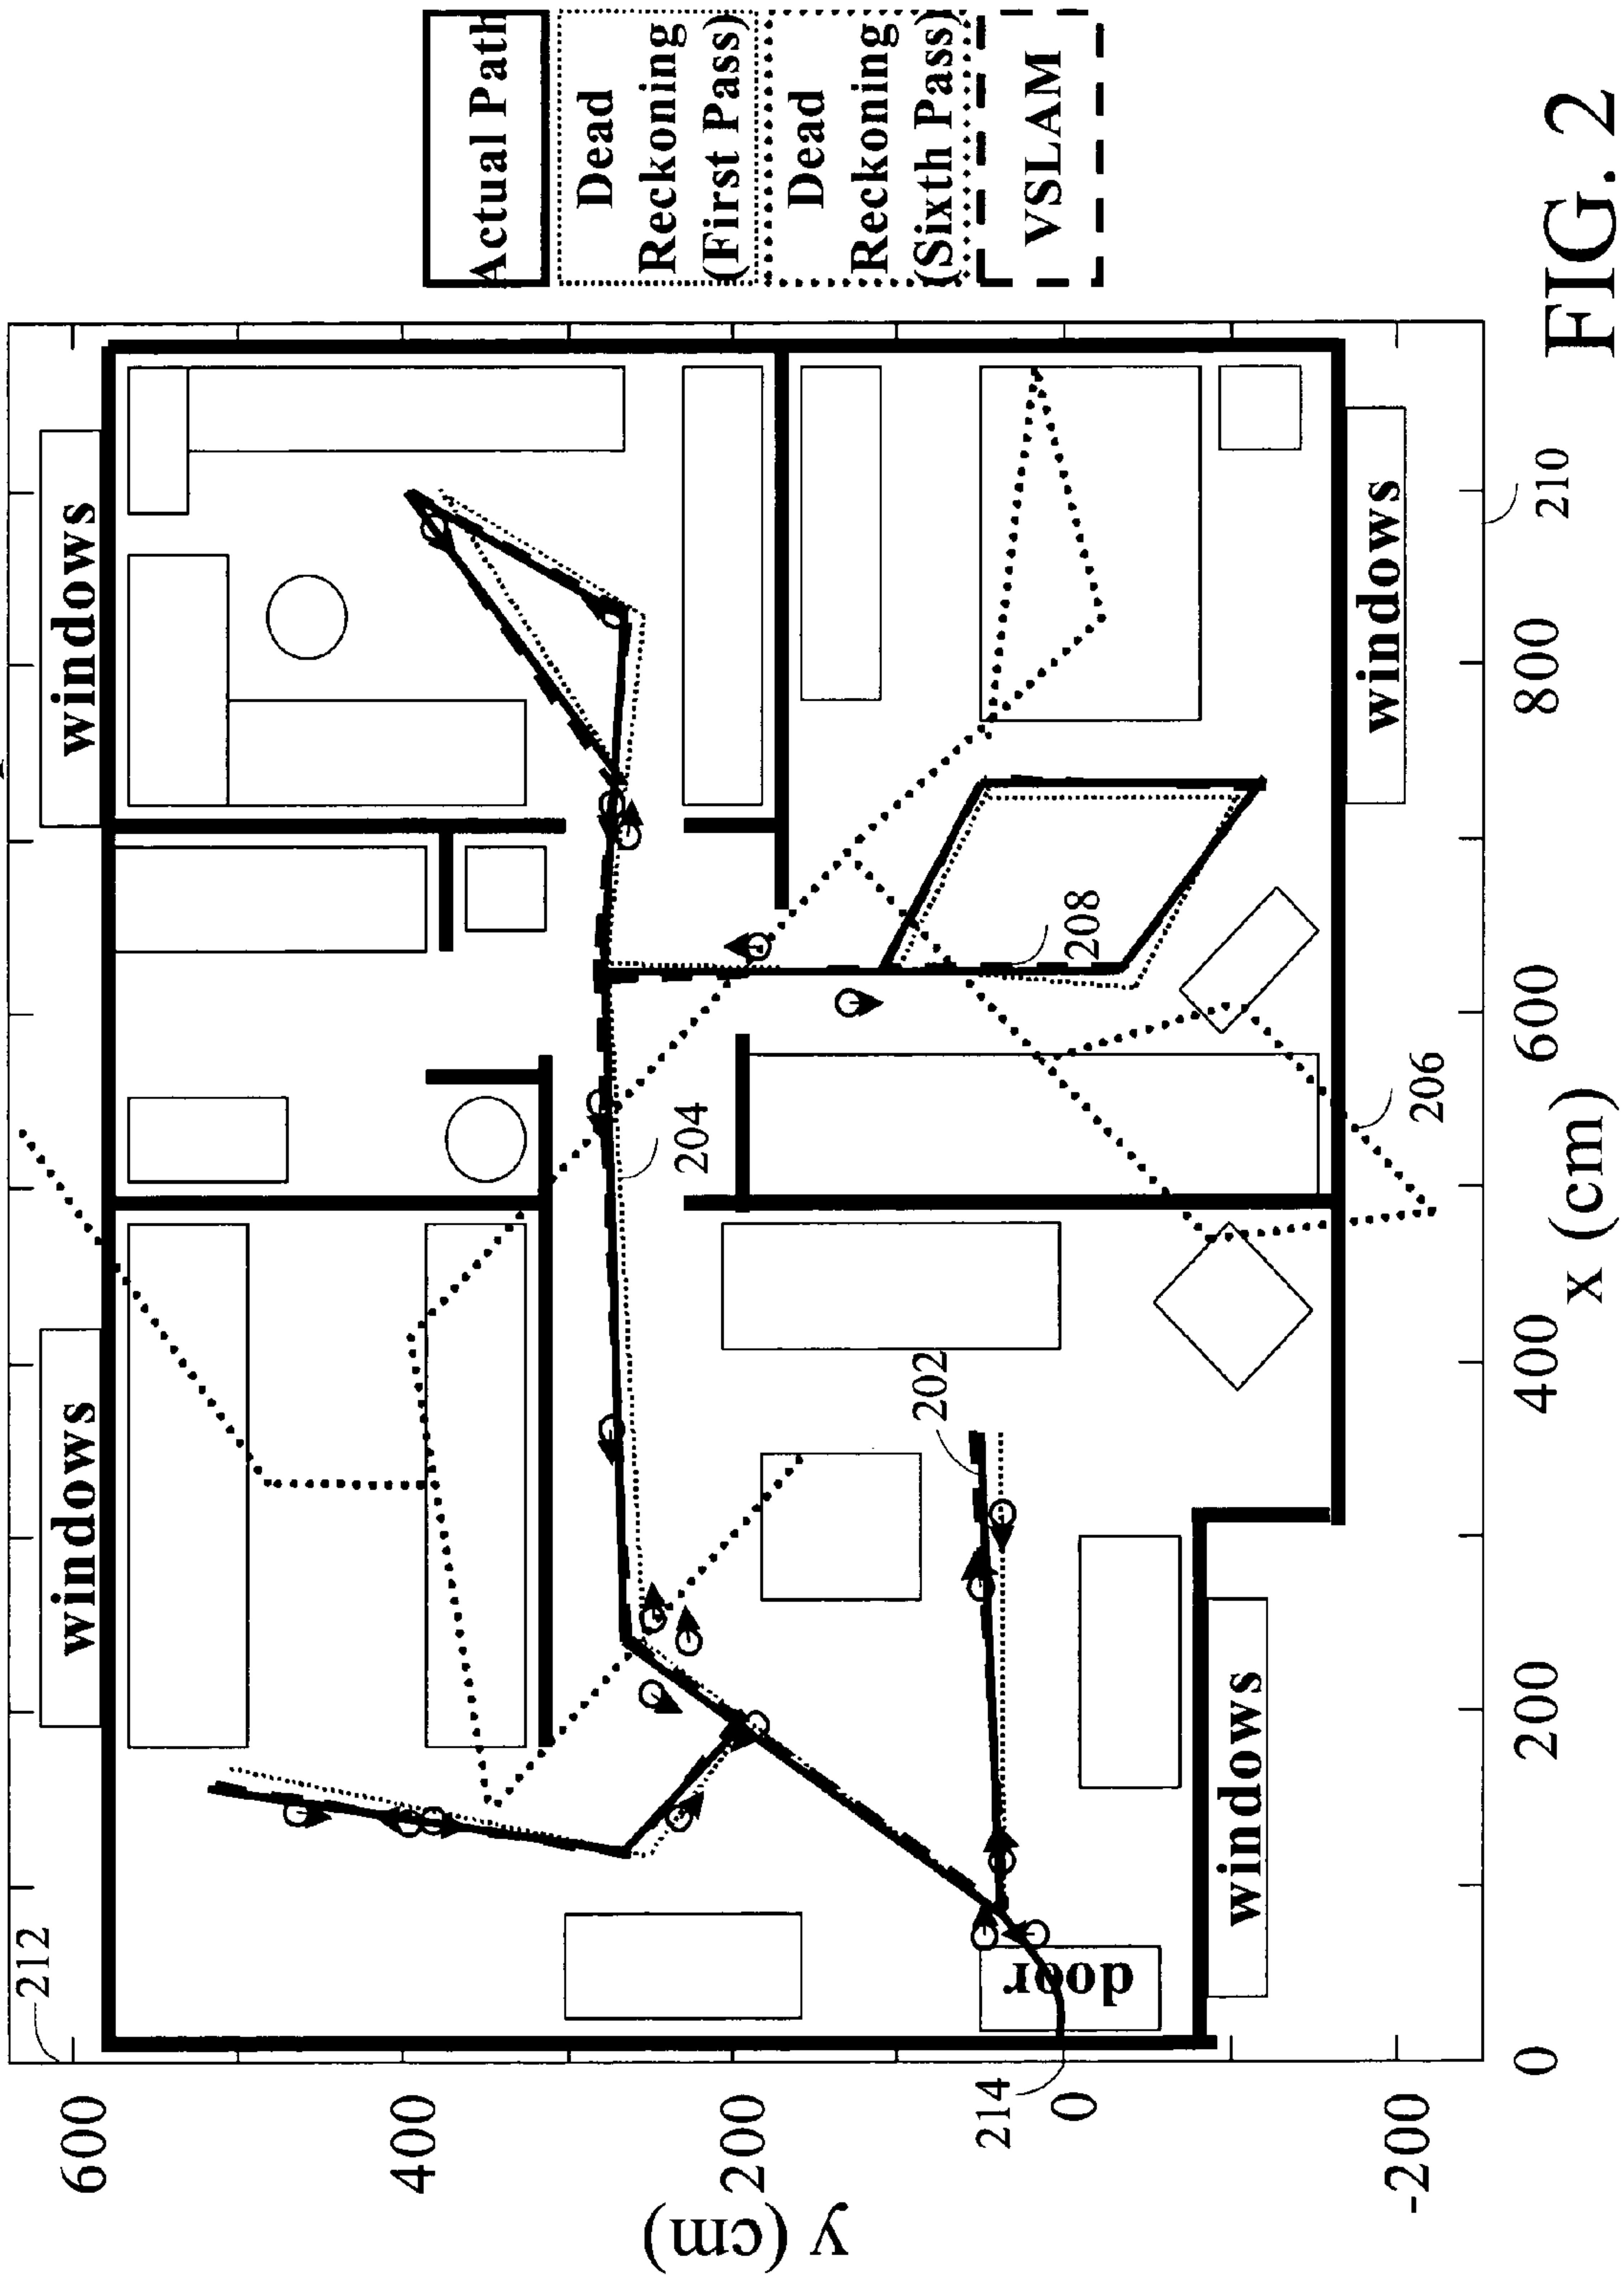 212
600
400
200
0
-200
y (cm)
214
0
200
400
600
800
x (cm)
windows
windows
windows
windows
door
202
204
206
208
210
Actual Path
Dead
Reckoning
(First Pass)
Dead
Reckoning
(Sixth Pass)
VSLAM
FIG. 2